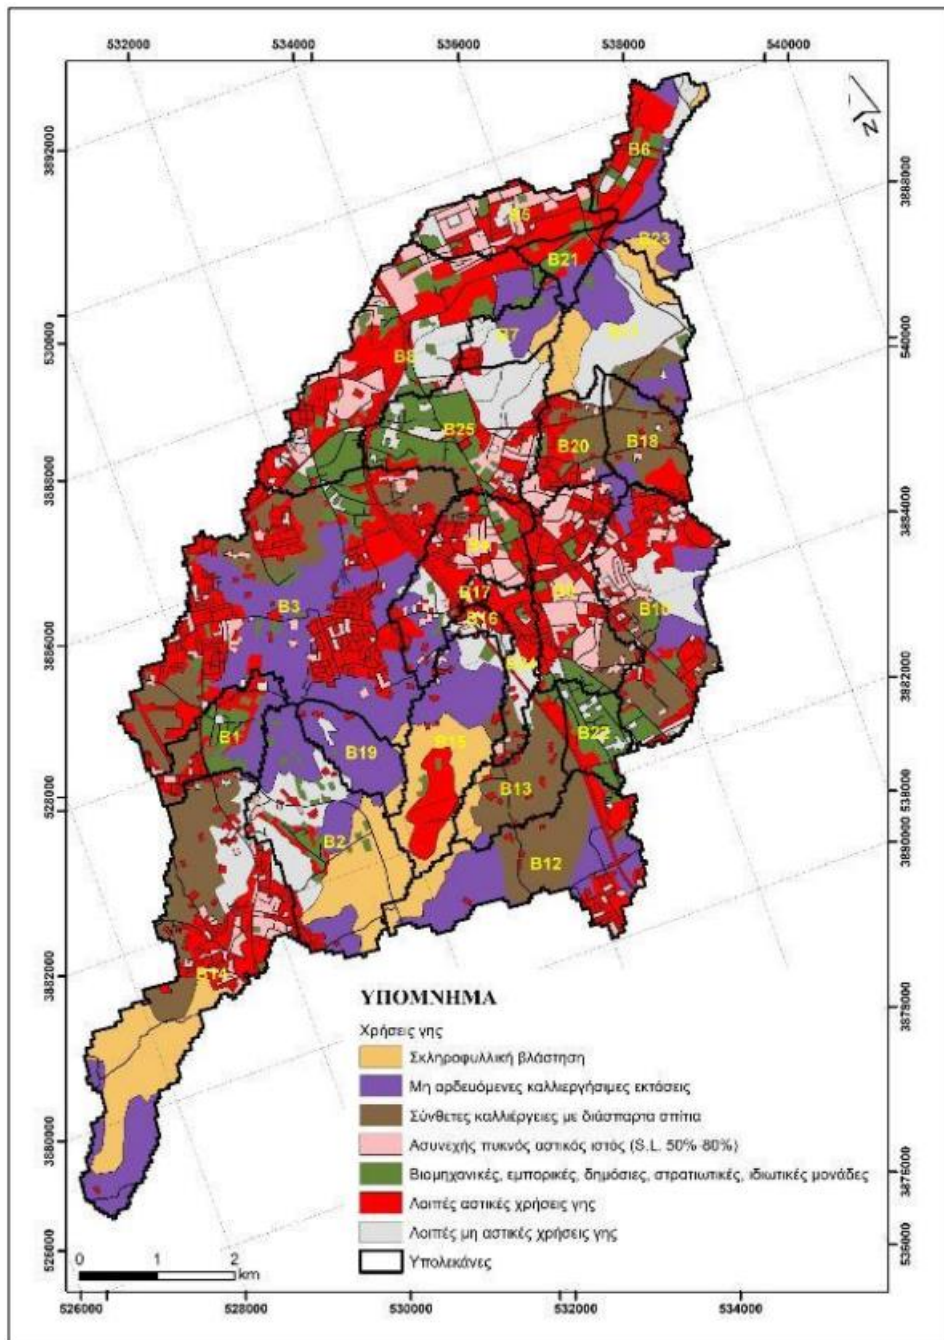 532000 534000 536000 538000 540000
N
3892000
3888000
530000
540000
3888000
3884000
3886000
3882000
528000
538000
3880000
3882000
3878000
3880000
3876000
526000
536000
B6
B5
B23
B21
B7
B8
B25
B20
B18
B17
B3
B16
B10
B1
B19
B15
B22
B13
B2
B12
B14
ΥΠΟΜΝΗΜΑ
Χρήσεις γης
Σκληροφυλλική βλάστηση
Μη αρδευόμενες καλλιεργήσιμες εκτάσεις
Σύνθετες καλλιέργειες με διάσπαρτα σπίτια
Ασυνεχής πυκνός αστικός ιστός (S.L. 50%-80%)
Βιομηχανικές, εμπορικές, δημόσιες, στρατιωτικές, ιδιωτικές μονάδες
Λοιπές αστικές χρήσεις γης
Λοιπές μη αστικές χρήσεις γης
Υπολεκάνες
0 1 2
km
526000 528000 530000 532000 534000